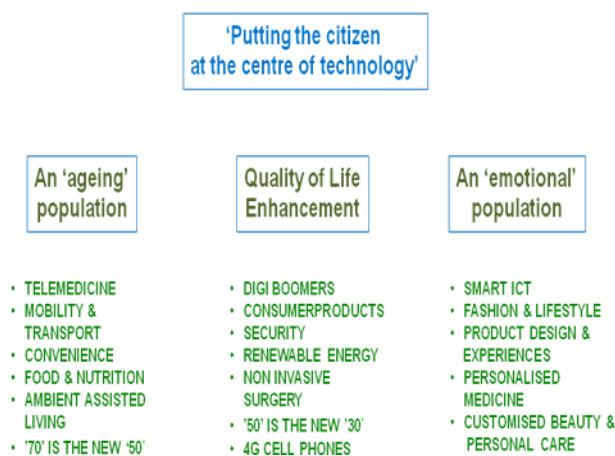 ‘Putting the citizen
at the centre of technology’
An ‘ageing’
population
• TELEMEDICINE
• MOBILITY &
TRANSPORT
• CONVENIENCE
• FOOD & NUTRITION
• AMBIENT ASSISTED
LIVING
• ’70’ IS THE NEW ‘50’
Quality of Life
Enhancement
• DIGI BOOMERS
• CONSUMERPRODUCTS
• SECURITY
• RENEWABLE ENERGY
• NON INVASIVE
SURGERY
• ’50’ IS THE NEW ’30’
• 4G CELL PHONES
An ‘emotional’
population
• SMART ICT
• FASHION & LIFESTYLE
• PRODUCT DESIGN &
EXPERIENCES
• PERSONALISED
MEDICINE
• CUSTOMISED BEAUTY &
PERSONAL CARE